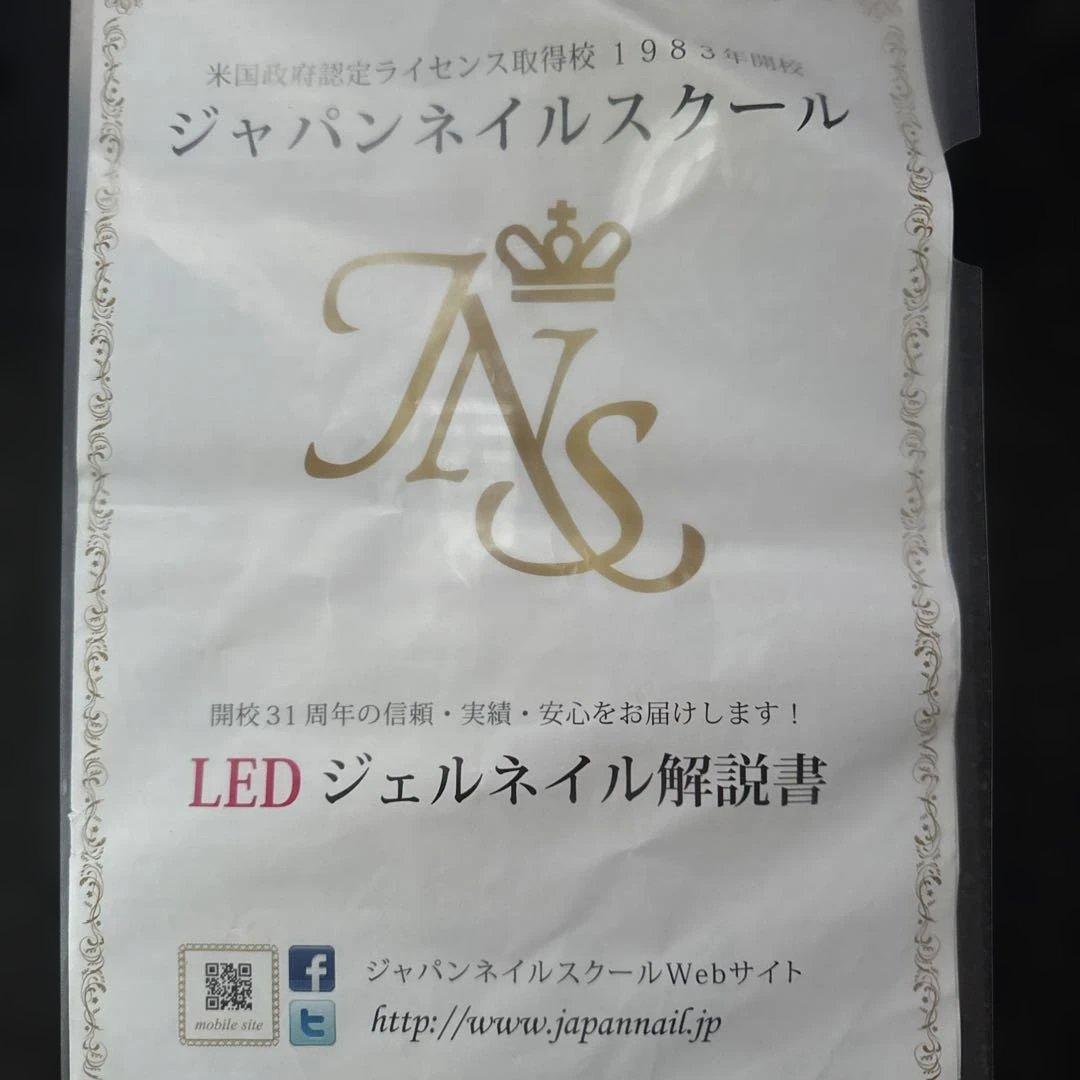 米国政府認定ライセンス取得校 1983年開校
ジャパンネイルスクール
JNS
開校31周年の信頼・実績・安心をお届けします！
LED ジェルネイル解説書
mobile site
f
t
ジャパンネイルスクールWebサイト
http://www.japannail.jp